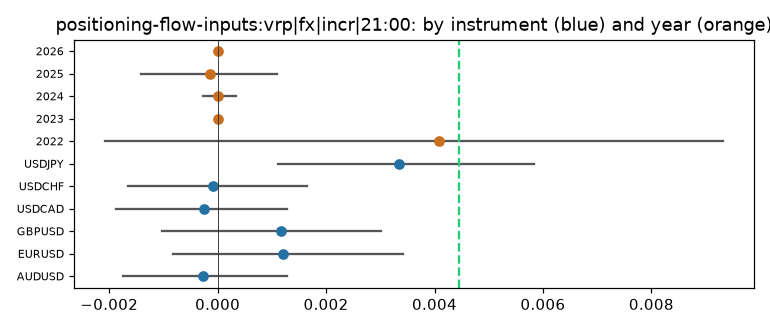 positioning-flow-inputs:vrp|fx|incr|21:00: by instrument (blue) and year (orange)
2026
2025
2024
2023
2022
USDJPY
USDCHF
USDCAD
GBPUSD
EURUSD
AUDUSD
−0.002 0.000 0.002 0.004 0.006 0.008